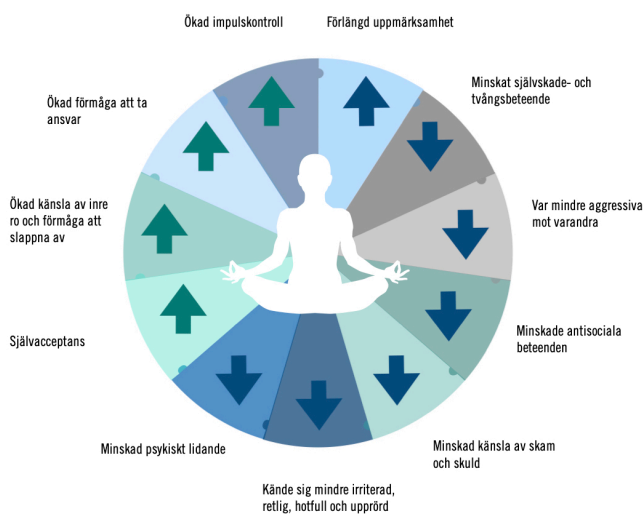 Ökad impulskontroll
Förlängd uppmärksamhet
Minskat självskade- och
tvångsbeteende
Ökad förmåga att ta
ansvar
Ökad känsla av inre
ro och förmåga att
slappna av
Var mindre aggressiva
mot varandra
Självacceptans
Minskade antisociala
beteenden
Minskad psykiskt lidande
Minskad känsla av skam
och skuld
Kände sig mindre irriterad,
retlig, hotfull och upprörd